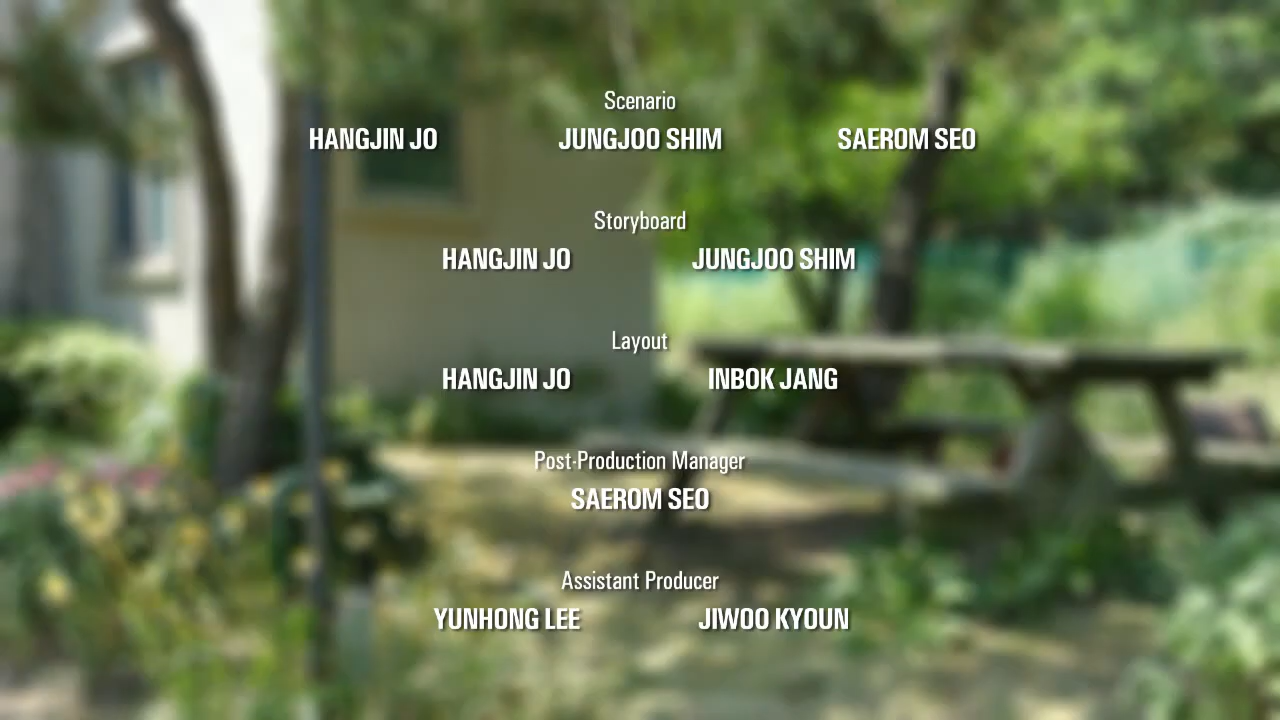 Scenario
HANGJIN JO JUNGJOO SHIM SAEROM SEO
Storyboard
HANGJIN JO JUNGJOO SHIM
Layout
HANGJIN JO INBOK JANG
Post-Production Manager
SAEROM SEO
Assistant Producer
YUNHONG LEE JIWOO KYOUN